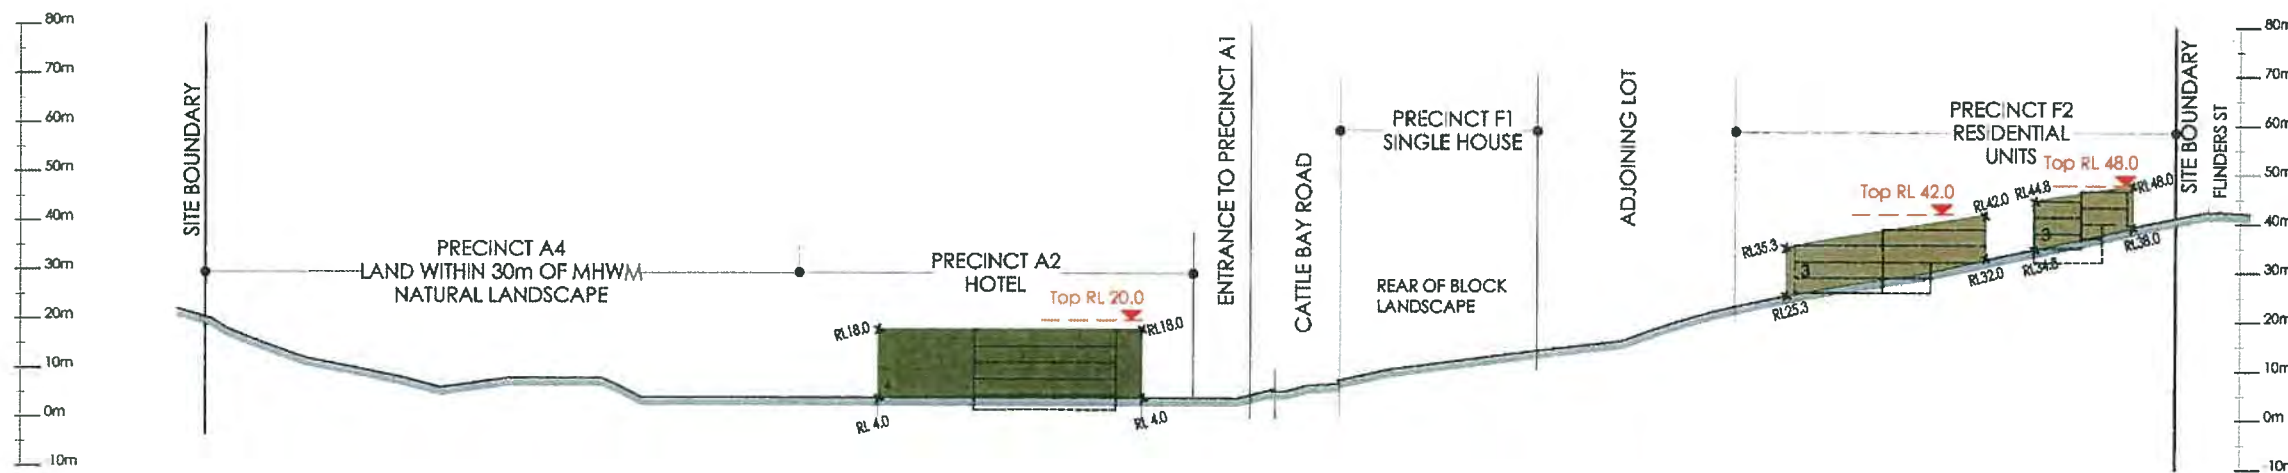 80m
70m
60m
50m
40m
30m
20m
10m
0m
10m
SITE BOUNDARY
PRECINCT A4
LAND WITHIN 30m OF MHWM
NATURAL LANDSCAPE
PRECINCT A2
HOTEL
Top RL 20.0
RL18.0
RL18.0
RL 4.0
RL 4.0
ENTRANCE TO PRECINCT A1
CATTLE BAY ROAD
PRECINCT F1
SINGLE HOUSE
REAR OF BLOCK
LANDSCAPE
ADJOINING LOT
PRECINCT F2
RESIDENTIAL
UNITS
Top RL 42.0
Top RL 48.0
RL35.3
RL42.0
RL44.8
RL48.0
3
3
RL25.3
RL32.0
RL34.8
RL38.0
SITE BOUNDARY
FLINDERS ST
80m
70m
60m
50m
40m
30m
20m
10m
0m
-10m